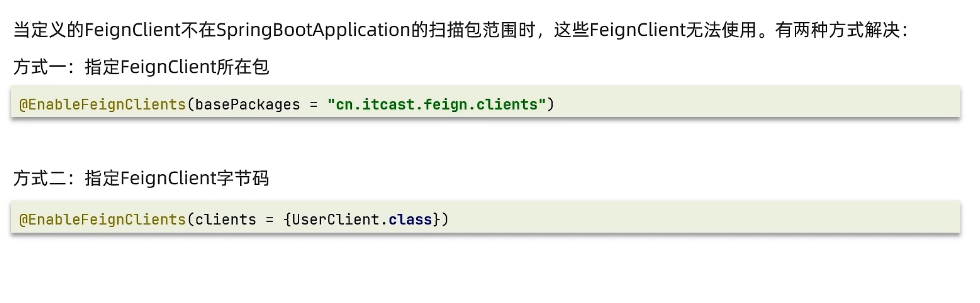 当定义的FeignClient不在SpringBootApplication的扫描包范围时，这些FeignClient无法使用。有两种方式解决：
方式一：指定FeignClient所在包
@EnableFeignClients(basePackages = "cn.itcast.feign.clients")
方式二：指定FeignClient字节码
@EnableFeignClients(clients = {UserClient.class})